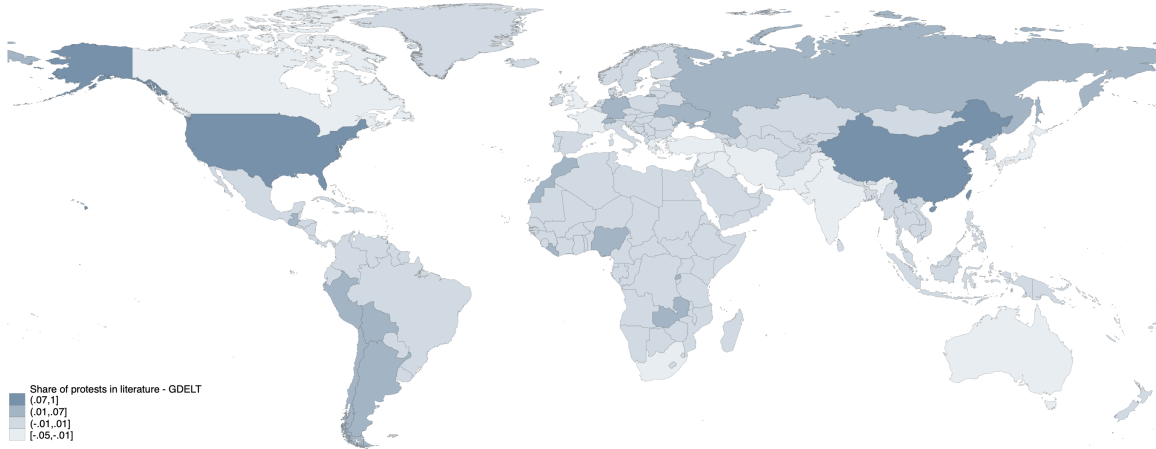 Share of protests in literature - GDELT
(.07,1]
(.01,.07]
(-.01,.01]
[-.05,-.01]